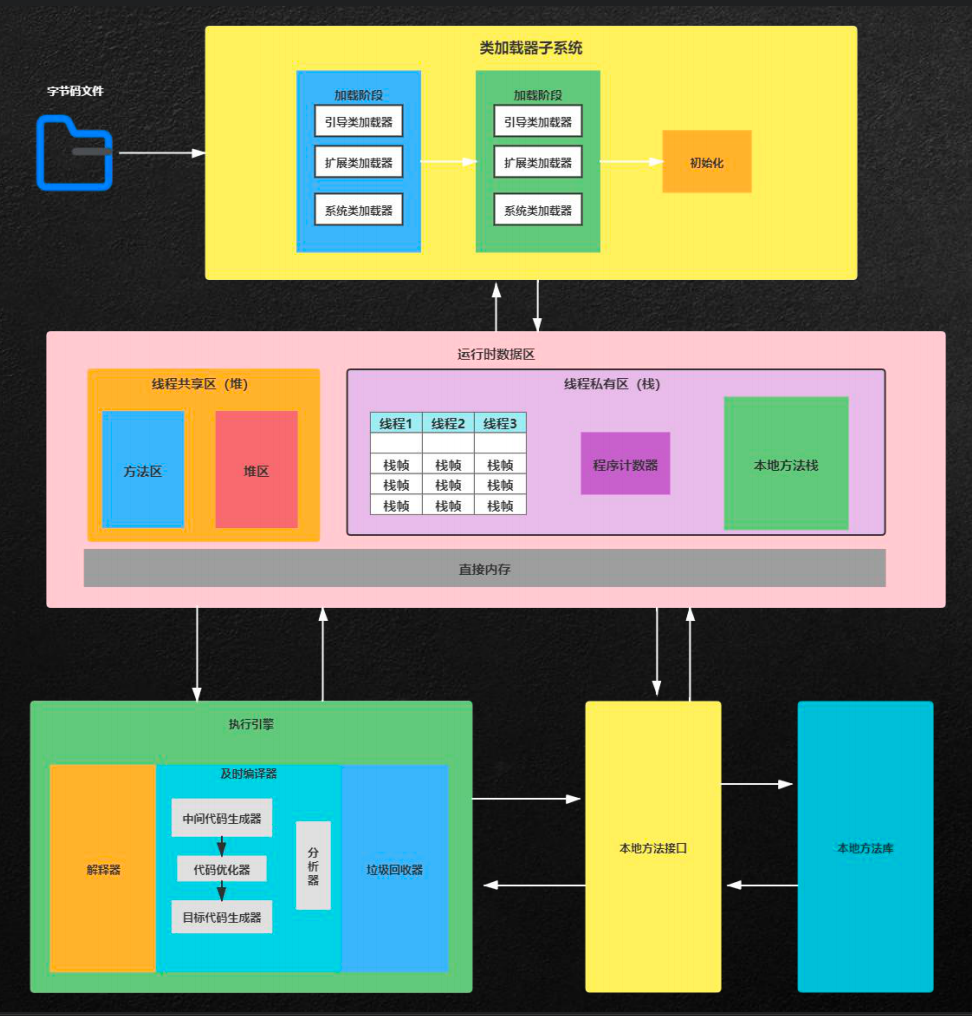 类加载器子系统
字节码文件
加载阶段
引导类加载器
扩展类加载器
系统类加载器
加载阶段
引导类加载器
扩展类加载器
系统类加载器
初始化
运行时数据区
线程共享区（堆）
方法区
堆区
线程私有区（栈）
线程1 线程2 线程3
栈帧 栈帧 栈帧
栈帧 栈帧 栈帧
栈帧 栈帧 栈帧
程序计数器
本地方法栈
直接内存
执行引擎
解释器
及时编译器
中间代码生成器
代码优化器
目标代码生成器
分析器
垃圾回收器
本地方法接口
本地方法库